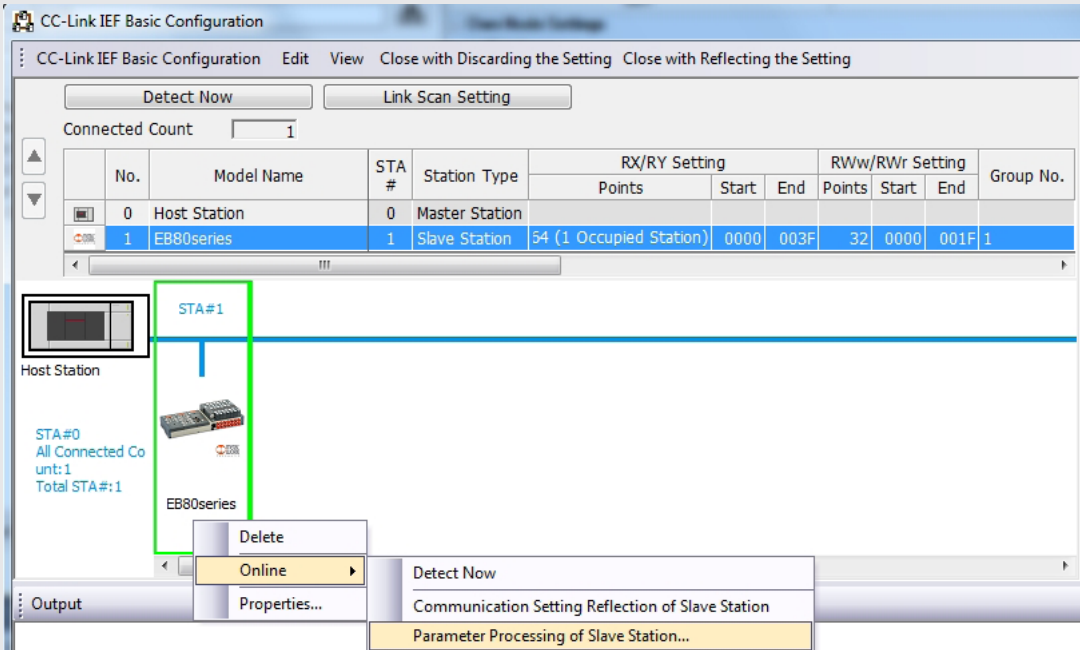 CC-Link IEF Basic Configuration
CC-Link IEF Basic Configuration Edit View Close with Discarding the Setting Close with Reflecting the Setting
Detect Now Link Scan Setting
Connected Count 1
No. Model Name STA # Station Type RX/RY Setting RWw/RWr Setting Group No.
Points Start End Points Start End
0 Host Station 0 Master Station
1 EB80series 1 Slave Station 54 (1 Occupied Station) 0000 003F 32 0000 001F 1
STA#1
Host Station
STA#0
All Connected Co
unt:1
Total STA#:1
EB80series
Delete
Online
Properties...
Detect Now
Communication Setting Reflection of Slave Station
Parameter Processing of Slave Station...
Output